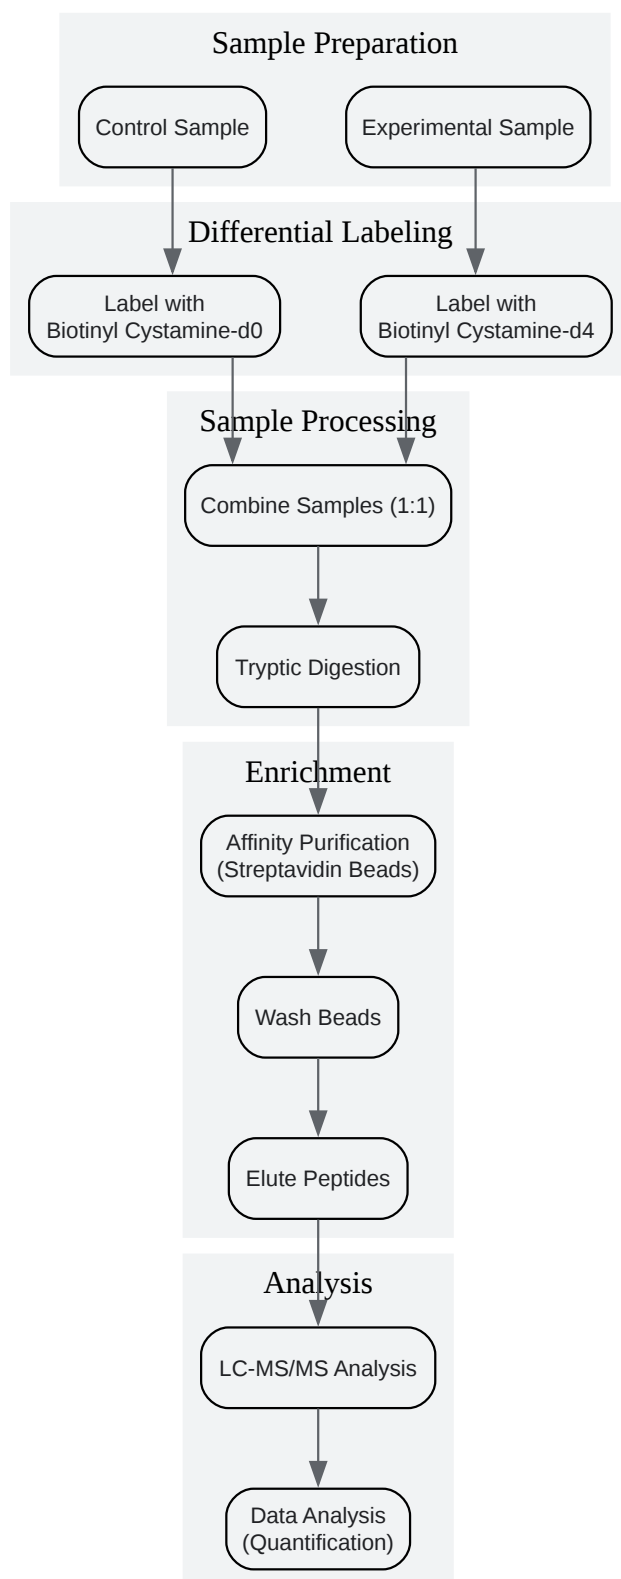 Sample Preparation
Control Sample
Experimental Sample
Differential Labeling
Label with
Biotinyl Cystamine-d0
Label with
Biotinyl Cystamine-d4
Sample Processing
Combine Samples (1:1)
Tryptic Digestion
Enrichment
Affinity Purification
(Streptavidin Beads)
Wash Beads
Elute Peptides
Analysis
LC-MS/MS Analysis
Data Analysis
(Quantification)